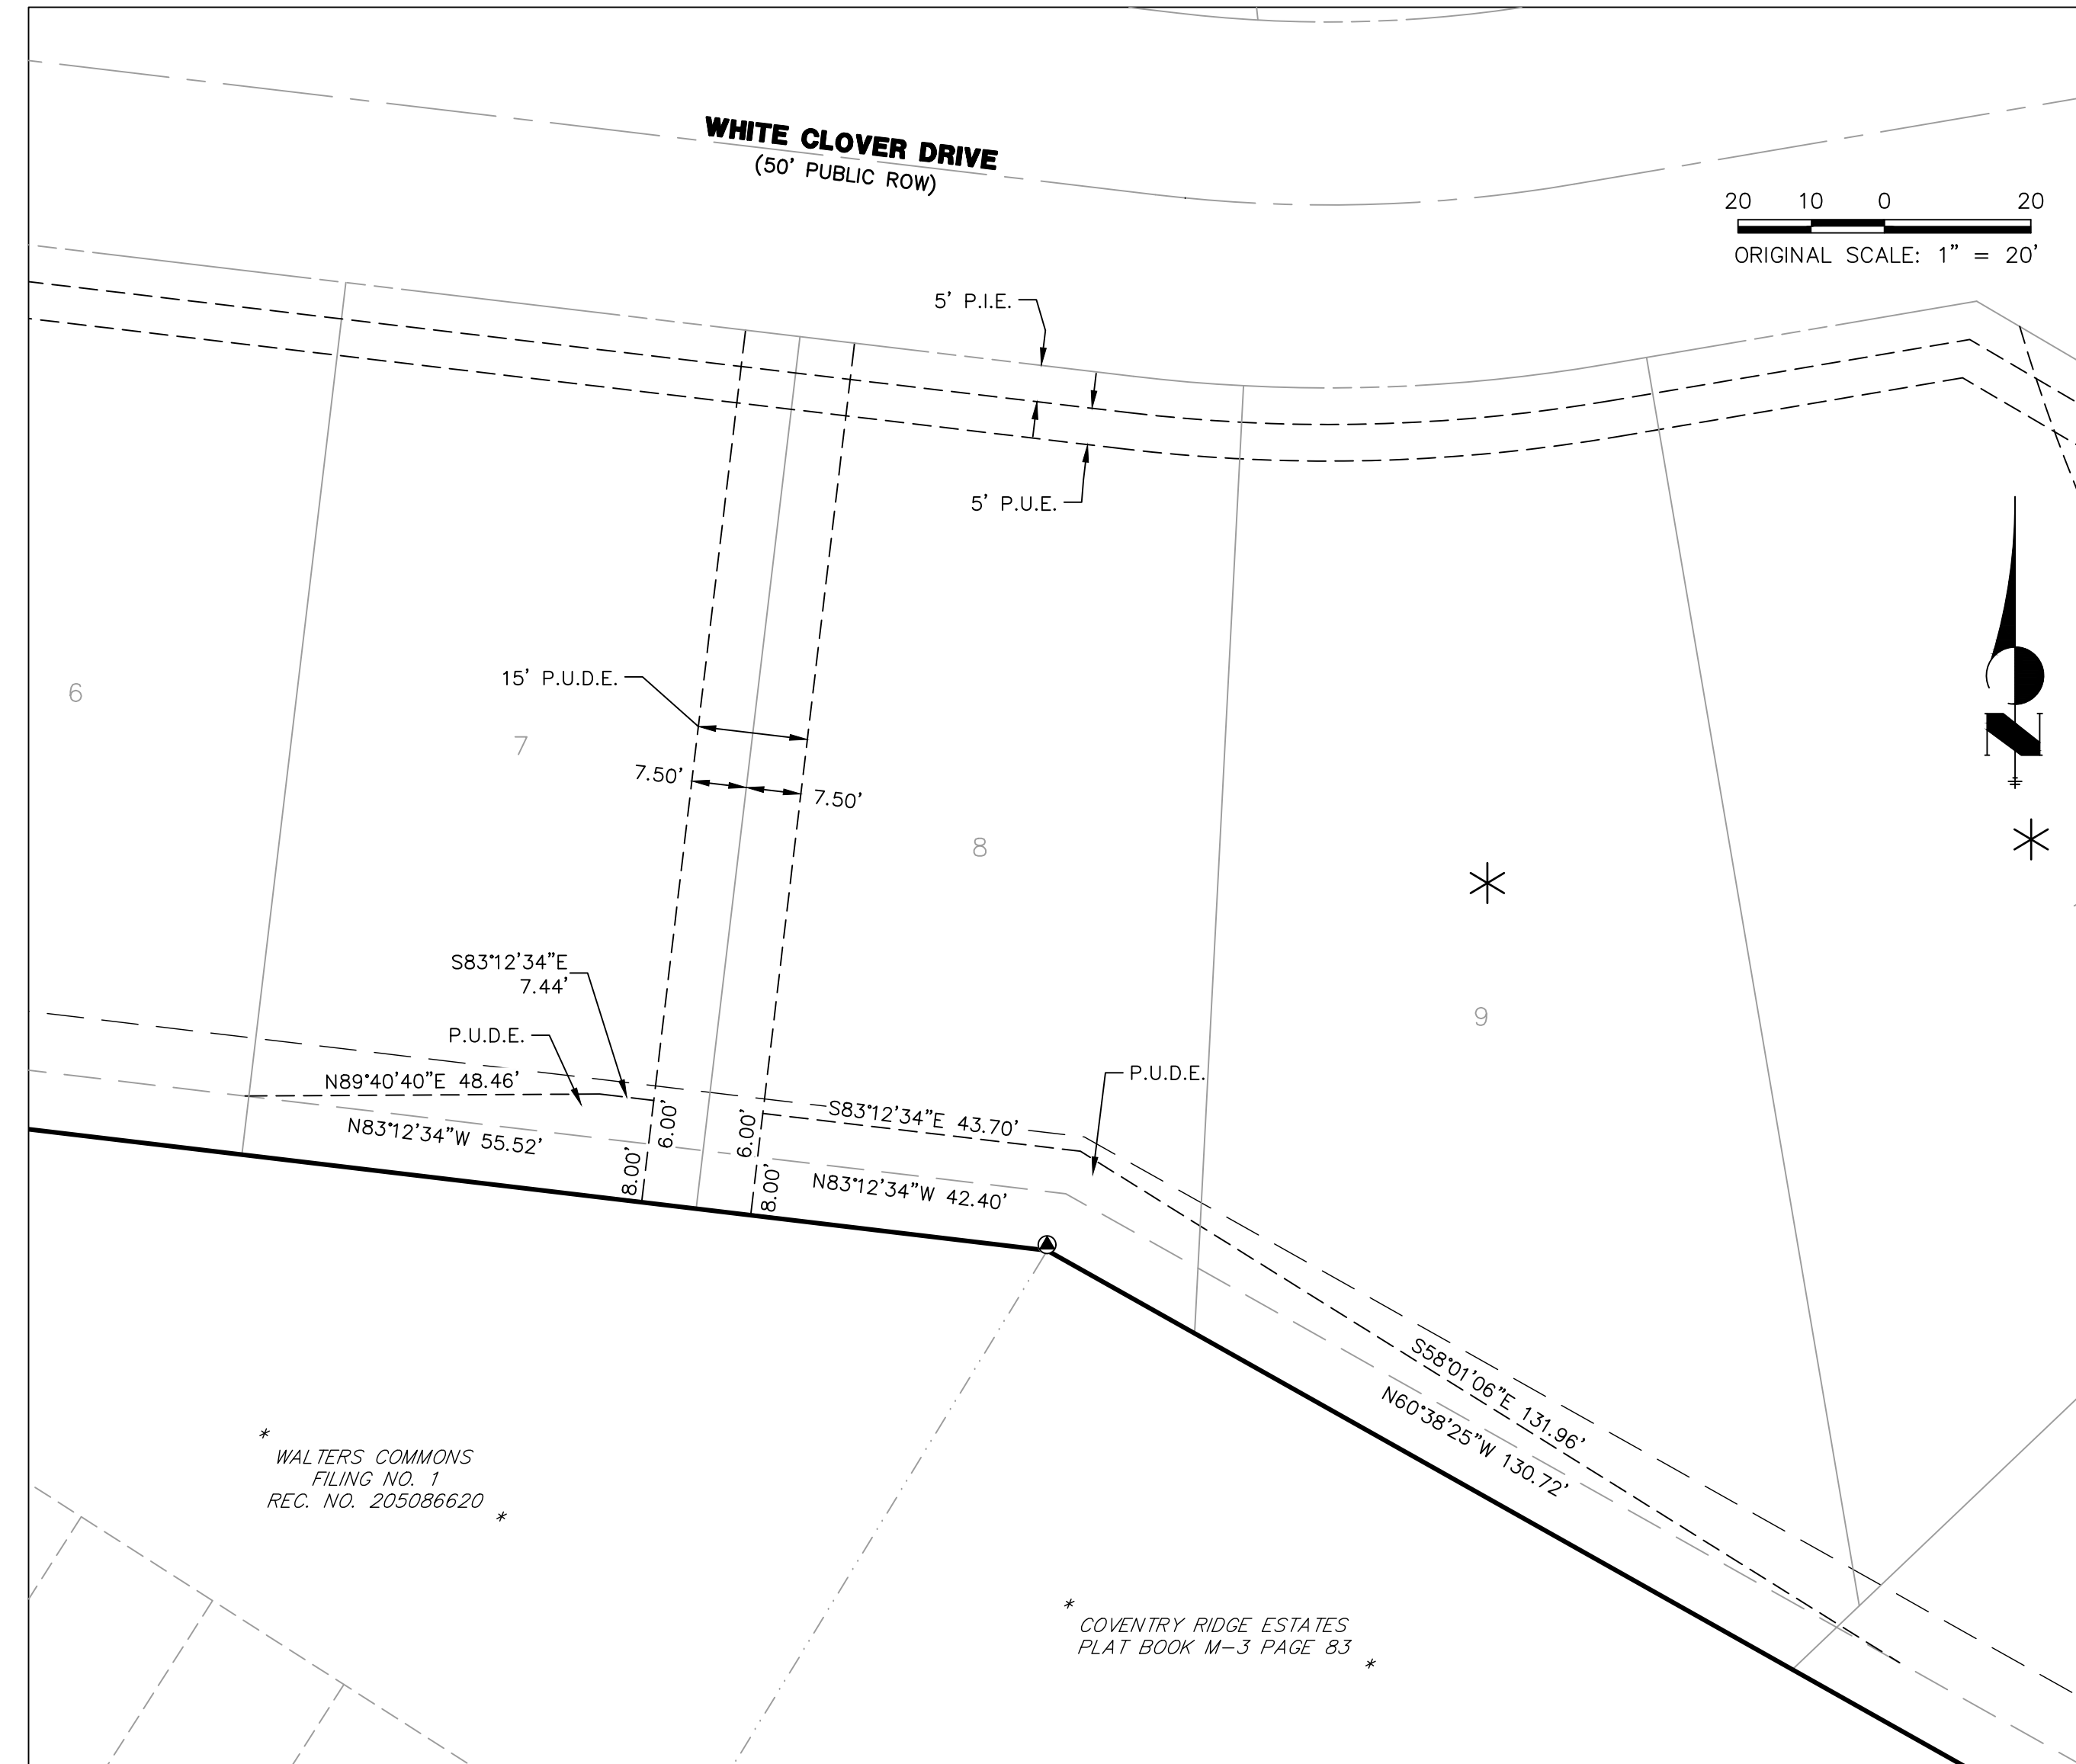 WHITE CLOVER DRIVE
(50' PUBLIC ROW)
20 10 0 20
ORIGINAL SCALE: 1" = 20'
5' P.I.E.
5' P.U.E.
N
15' P.U.D.E.
6
7
7.50'
7.50'
8
9
S83°12'34"E
7.44'
P.U.D.E.
P.U.D.E.
N89°40'40"E 48.46'
S83°12'34"E 43.70'
6.00'
6.00'
N83°12'34"W 55.52'
8.00'
8.00'
N83°12'34"W 42.40'
S58°01'06"E 131.96'
N60°38'25"W 130.72'
*
WALTERS COMMONS
FILING NO. 1
REC. NO. 205086620
*
*
COVENTRY RIDGE ESTATES
PLAT BOOK M-3 PAGE 83
*